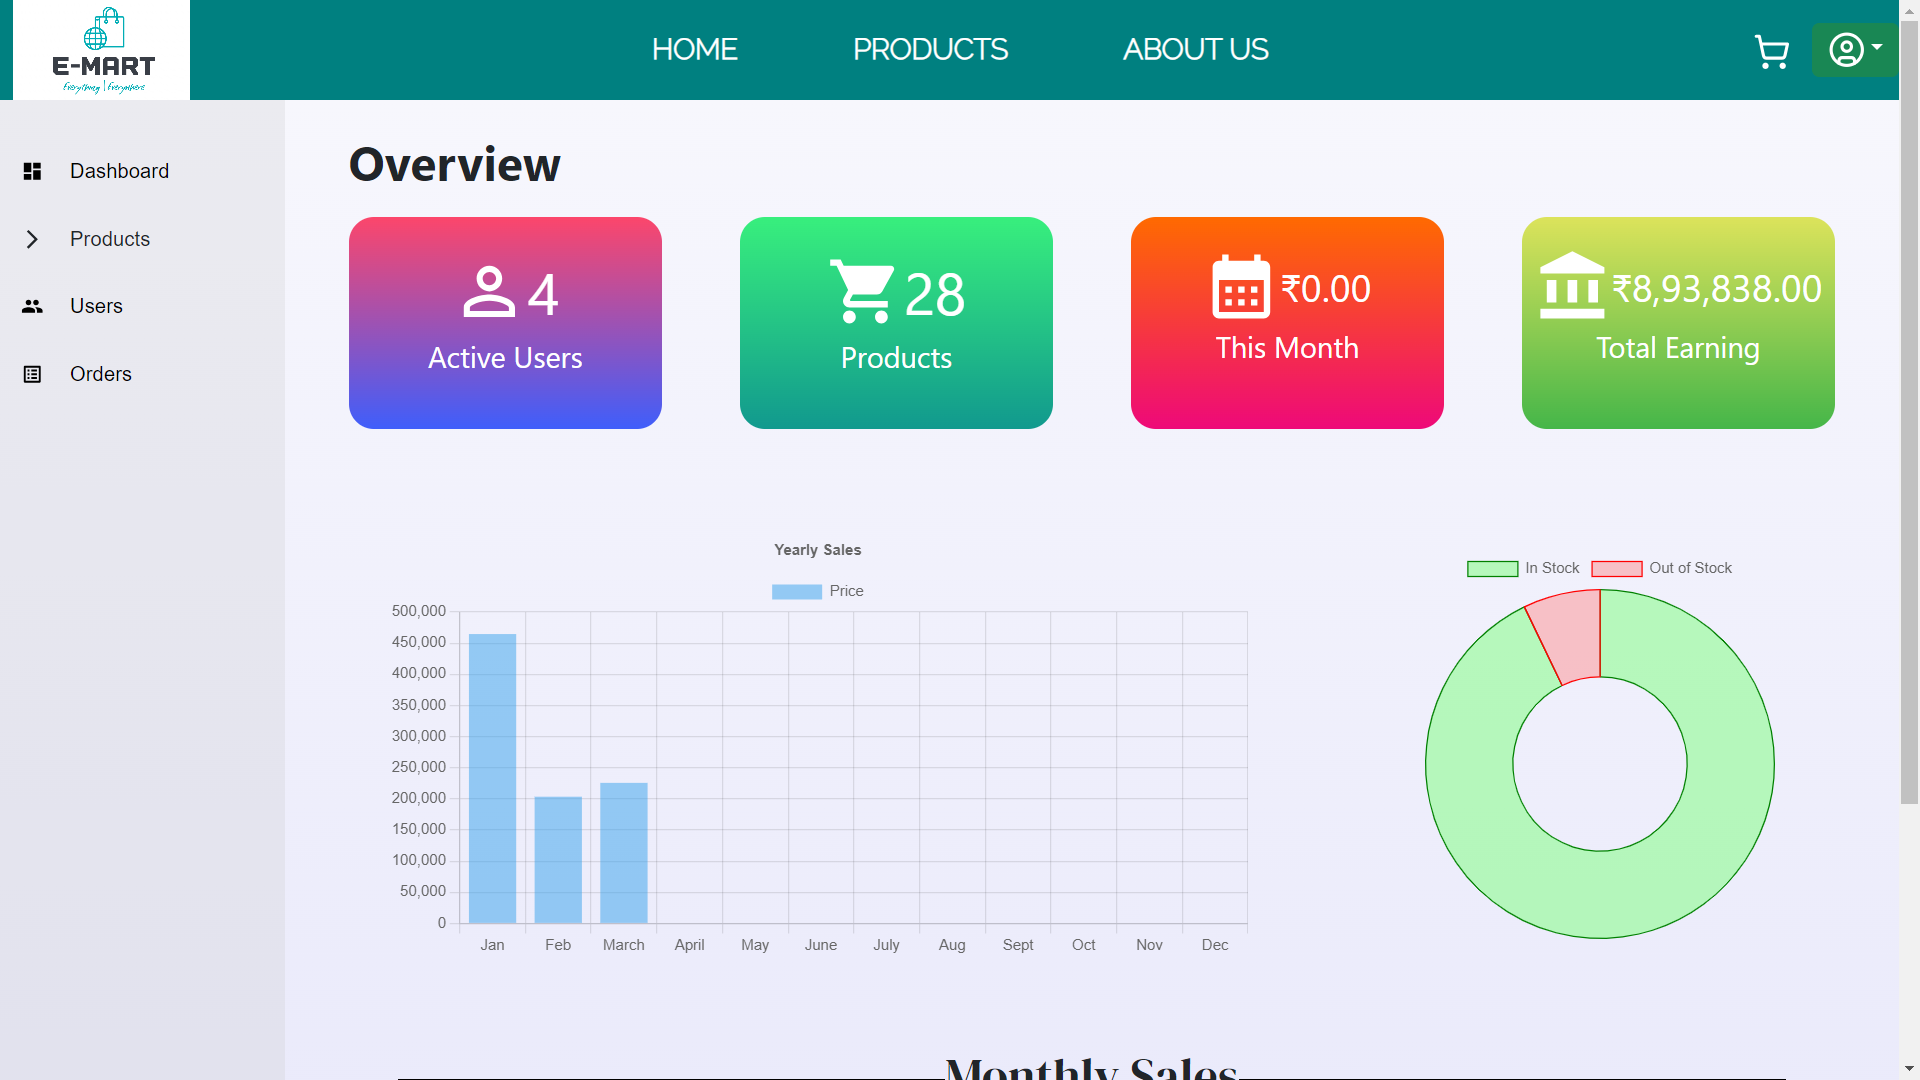 E-MART
Everything | Everywhere
HOME PRODUCTS ABOUT US
Dashboard
Products
Users
Orders
Overview
4
Active Users
28
Products
₹0.00
This Month
₹8,93,838.00
Total Earning
Yearly Sales
Price
500,000
450,000
400,000
350,000
300,000
250,000
200,000
150,000
100,000
50,000
0
Jan Feb March April May June July Aug Sept Oct Nov Dec
In Stock Out of Stock
Monthly Sales